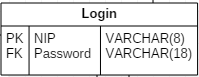 Login
PK NIP VARCHAR(8)
FK Password VARCHAR(18)